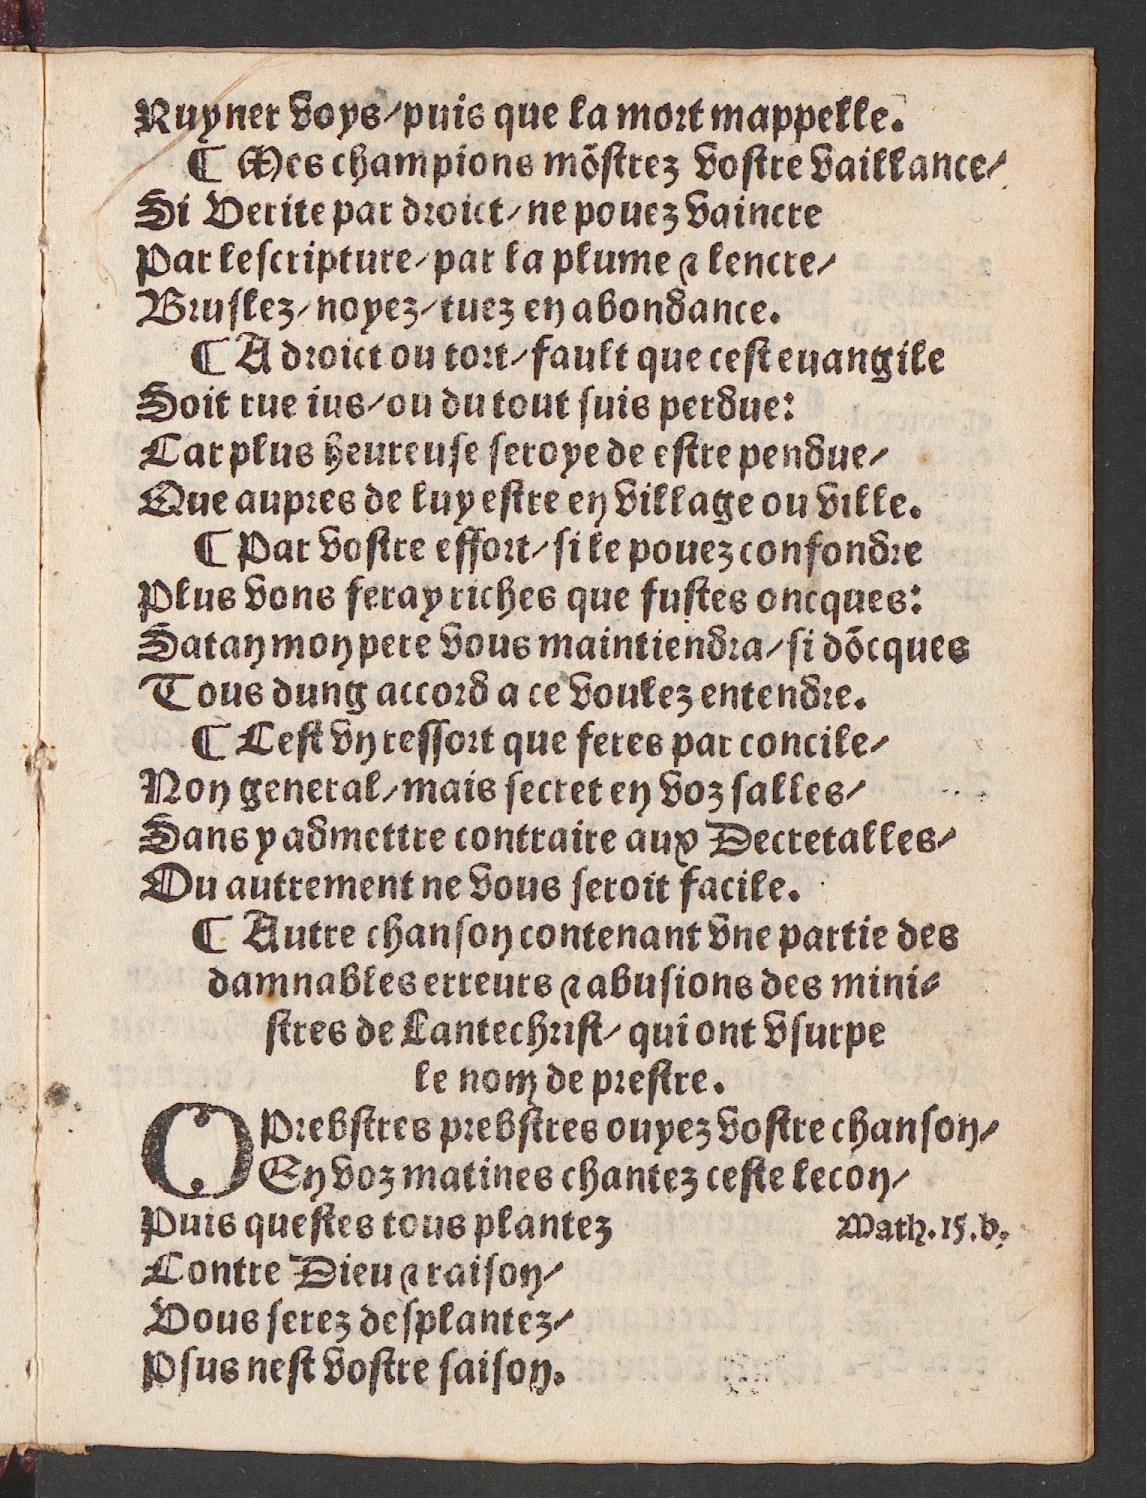 Ruyner voys/puis que la mort mappelle.
¶ Mes champions mõſtrez voſtre vaillance/
Si Verite par droict/ne pouez vaincre
Par leſcripture/par la plume ⁊ lencre/
Bruſlez/noyez/tuez en abondance.
¶ A droict ou tort/fault que ceſt euangile
Soit rue ius/ou du tout ſuis perdue:
Car plus heureuſe ſeroye de eſtre pendue/
Que aupres de luy eſtre en village ou ville.
¶ Par voſtre effort/ſi le pouez confondre
Plus vons feray riches que fuſtes oncques:
Satan mon pere vous maintiendra/ſi dõcques
Tous dung accord a ce voulez entendre.
¶ Ceſt vn reſſort que feres par concile/
Non general/mais ſecret en voz ſalles/
Sans y admettre contraire aux Decretalles/
Ou autrement ne vous ſeroit facile.
¶ Autre chanſon contenant vne partie des
damnables erreurs ⁊ abuſions des mini⸗
ſtres de Lantechriſt/ qui ont vſurpe
le nom de preſtre.
O Prebſtres prebſtres ouyez voſtre chanſon/
En voz matines chantez ceſte lecon/
Puis queſtes tous plantez Math.15.b.
Contre Dieu ⁊ raiſon/
Vous ſerez deſplantez/
Pſus neſt voſtre ſaiſon.